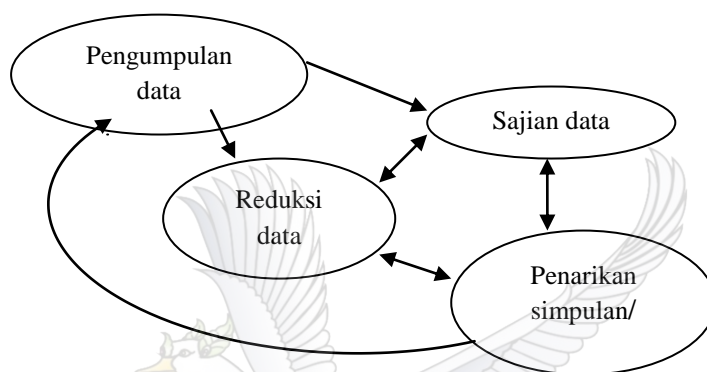 Pengumpulan
data
Sajian data
Reduksi
data
Penarikan
simpulan/